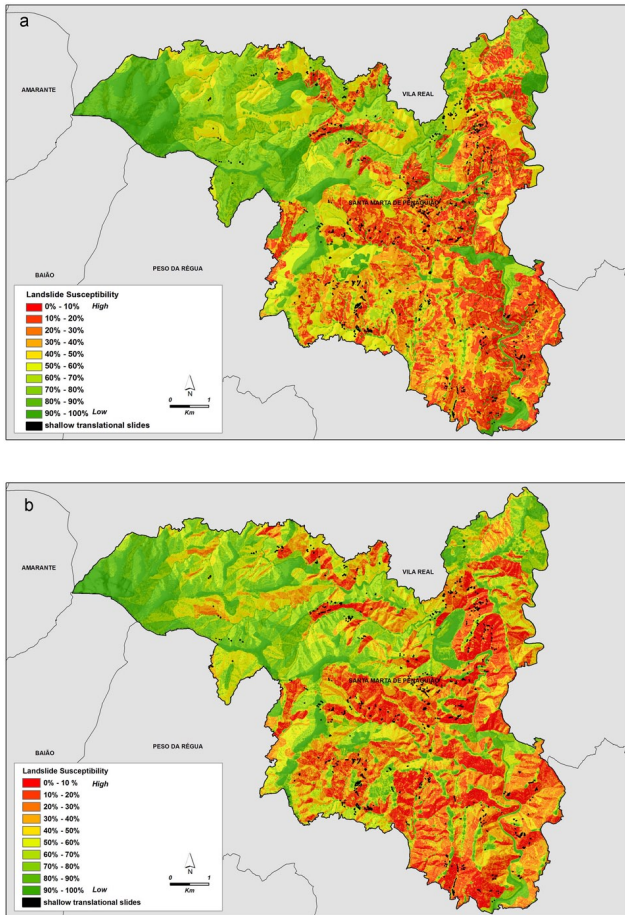 a
AMARANTE
VILA REAL
SANTA MARTA DE PENAGUIÃO
BAIÃO
PESO DA RÉGUA
Landslide Susceptibility
0% - 10% High
10% - 20%
20% - 30%
30% - 40%
40% - 50%
50% - 60%
60% - 70%
70% - 80%
80% - 90%
90% - 100% Low
shallow translational slides
N
0 1
Km
b
AMARANTE
VILA REAL
SANTA MARTA DE PENAGUIÃO
BAIÃO
PESO DA RÉGUA
Landslide Susceptibility
0% - 10 % High
10% - 20%
20% - 30%
30% - 40%
40% - 50%
50% - 60%
60% - 70%
70% - 80%
80% - 90%
90% - 100% Low
shallow translational slides
N
0 1
Km